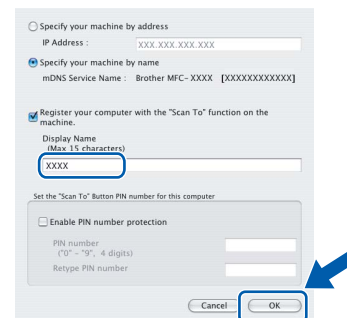 Specify your machine by address
IP Address :  XXX.XXX.XXX.XXX
Specify your machine by name
mDNS Service Name :  Brother MFC- XXXX  [XXXXXXXXXXXX]
Register your computer with the "Scan To" function on the
machine.
Display Name
(Max 15 characters)
XXXX
Set the "Scan To" Button PIN number for this computer
Enable PIN number protection
PIN number
("0" – "9", 4 digits)
Retype PIN number
Cancel  OK